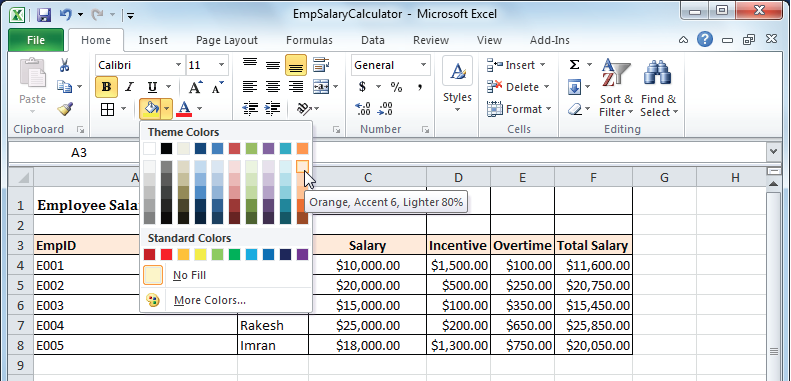 EmpSalaryCalculator - Microsoft Excel
File Home Insert Page Layout Formulas Data View Add-Ins
Calibri 11 General Insert Σ
B I U A A $ % , Delete
Paste A Styles Format Sort & Filter Find & Select
Clipboard Number Cells Editing
A3
Theme Colors
A C D E F G H
Orange, Accent 6, Lighter 80%
1 Employee Sala
2
Standard Colors
3 EmpID Salary Incentive Overtime Total Salary
4 E001 $10,000.00 $1,500.00 $100.00 $11,600.00
No Fill
5 E002 $20,000.00 $500.00 $250.00 $20,750.00
More Colors...
6 E003 $15,000.00 $100.00 $350.00 $15,450.00
7 E004 Rakesh $25,000.00 $200.00 $650.00 $25,850.00
8 E005 Imran $18,000.00 $1,300.00 $750.00 $20,050.00
9